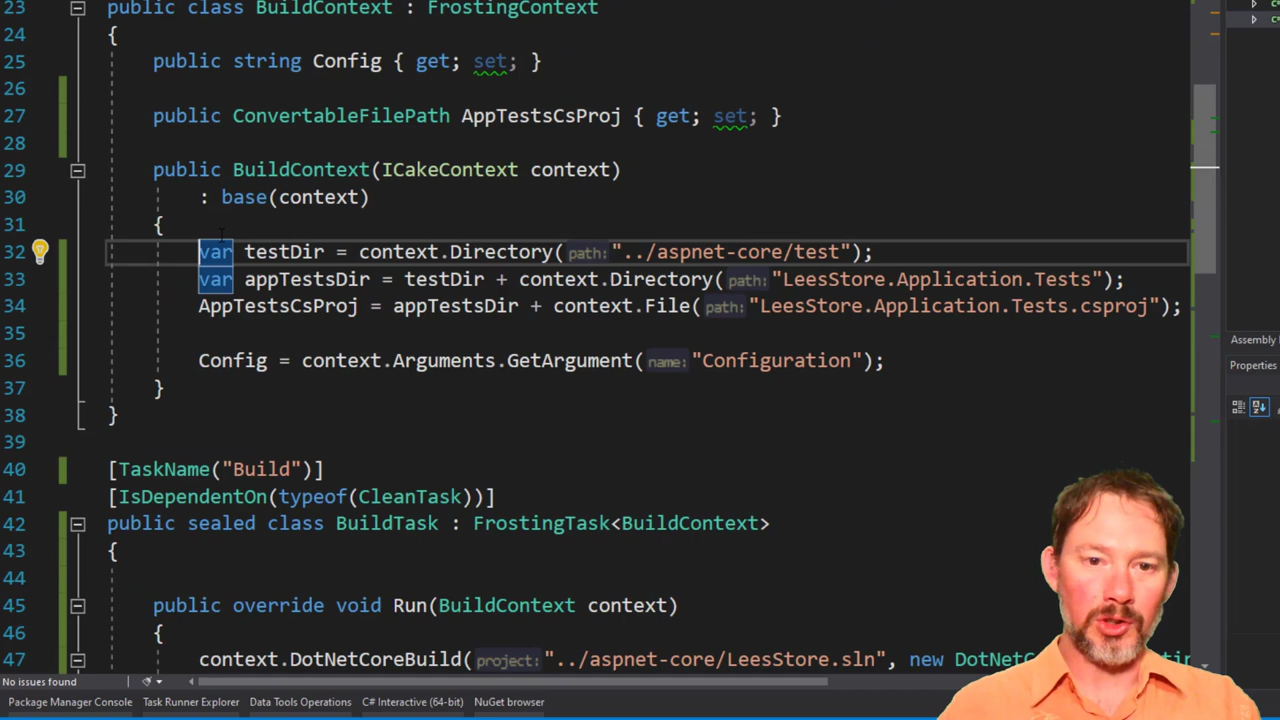 23 public class BuildContext : FrostingContext
24 {
25 public string Config { get; set; }
26
27 public ConvertableFilePath AppTestsCsProj { get; set; }
28
29 public BuildContext(ICakeContext context)
30 : base(context)
31 {
32 var testDir = context.Directory(path: "../aspnet-core/test");
33 var appTestsDir = testDir + context.Directory(path: "LeesStore.Application.Tests");
34 AppTestsCsProj = appTestsDir + context.File(path: "LeesStore.Application.Tests.csproj");
35
36 Config = context.Arguments.GetArgument(name: "Configuration");
37 }
38 }
39
40 [TaskName("Build")]
41 [IsDependentOn(typeof(CleanTask))]
42 public sealed class BuildTask : FrostingTask<BuildContext>
43 {
44
45 public override void Run(BuildContext context)
46 {
47 context.DotNetCoreBuild(project: "../aspnet-core/LeesStore.sln", new DotNetCo
Assembly
Properties
No issues found
Package Manager Console Task Runner Explorer Data Tools Operations C# Interactive (64-bit) NuGet browser